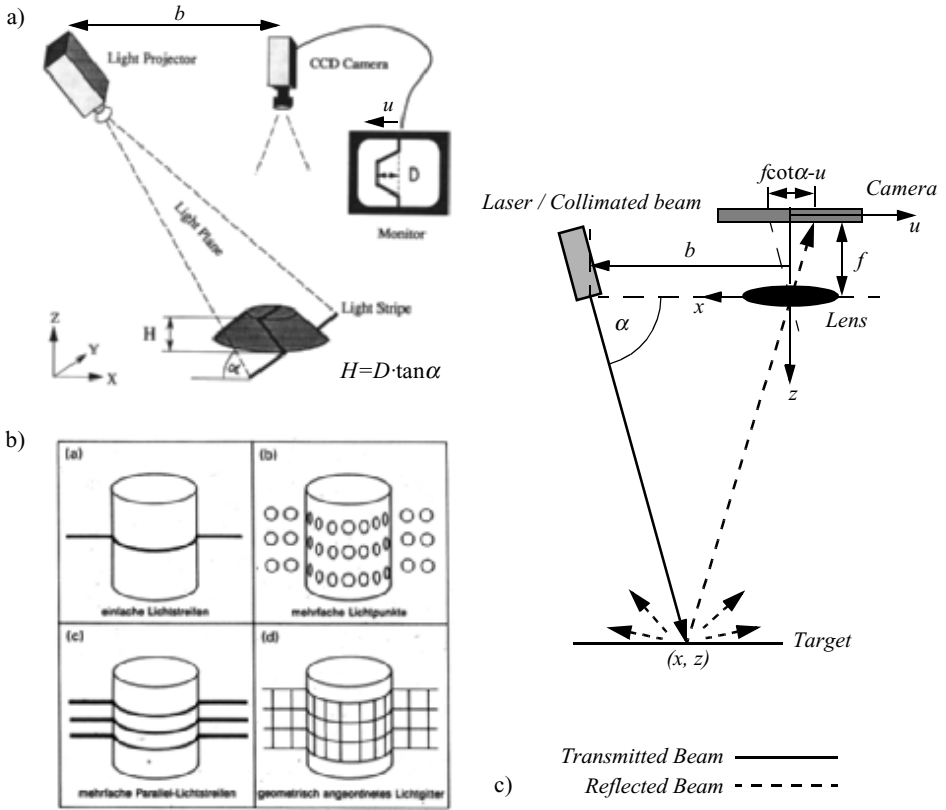 a)
b
Light Projector
CCD Camera
u
D
Monitor
Light Plane
Light Stripe
H
Z
Y
X
α
H=D·tanα
b)
(a)
einfache Lichtstreifen
(b)
mehrfache Lichtpunkte
(c)
mehrfache Parallel-Lichtstreifen
(d)
geometrisch angeordnetes Lichtgitter
fcotα-u
Camera
Laser / Collimated beam
u
b
f
x
α
Lens
z
Target
(x, z)
Transmitted Beam
Reflected Beam
c)